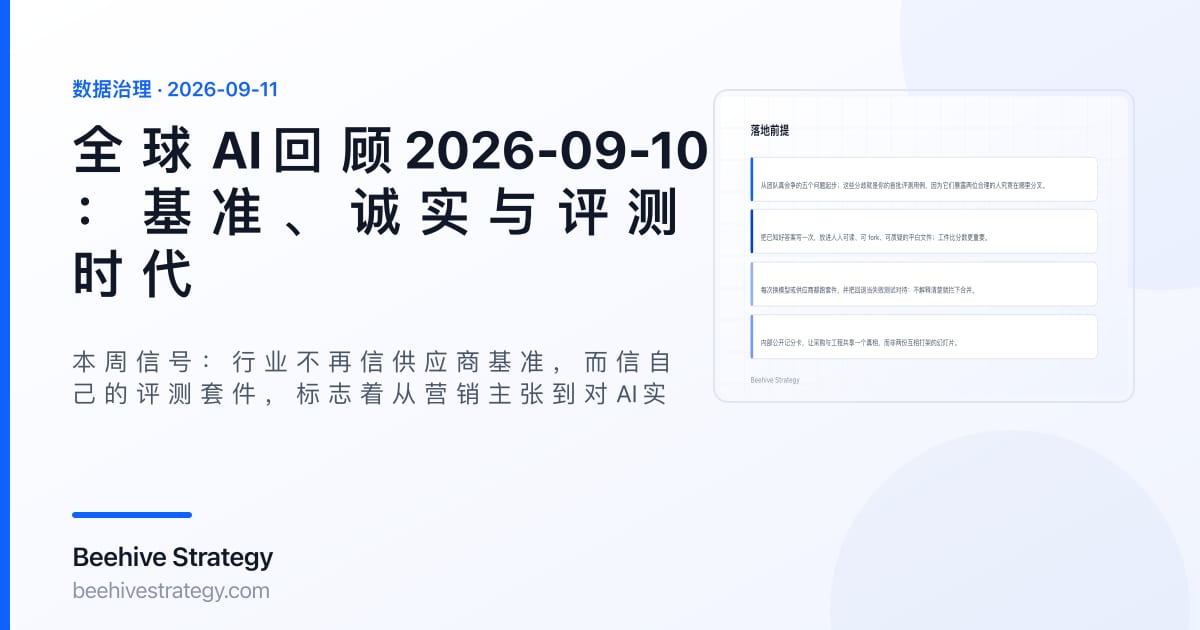 数据治理 · 2026-09-11
全球AI回顾2026-09-10
：基准、诚实与评测
时代
本周信号：行业不再信供应商基准，而信自
己的评测套件，标志着从营销主张到对AI实
Beehive Strategy
beehivestrategy.com
落地前提
从团队真会争的五个问题起步；这些分歧就是你的首批评测用例，因为它们暴露两位合理的人究竟在哪里分叉。
把已知好答案写一次，放进人人可读、可 fork、可质疑的平白文件；工件比分数更重要。
每次换模型或供应商都跑套件，并把回退当失败测试对待：不解释清楚就拦下合并。
内部公开记分卡，让采购与工程共享一个真相，而非两份互相打架的幻灯片。
Beehive Strategy